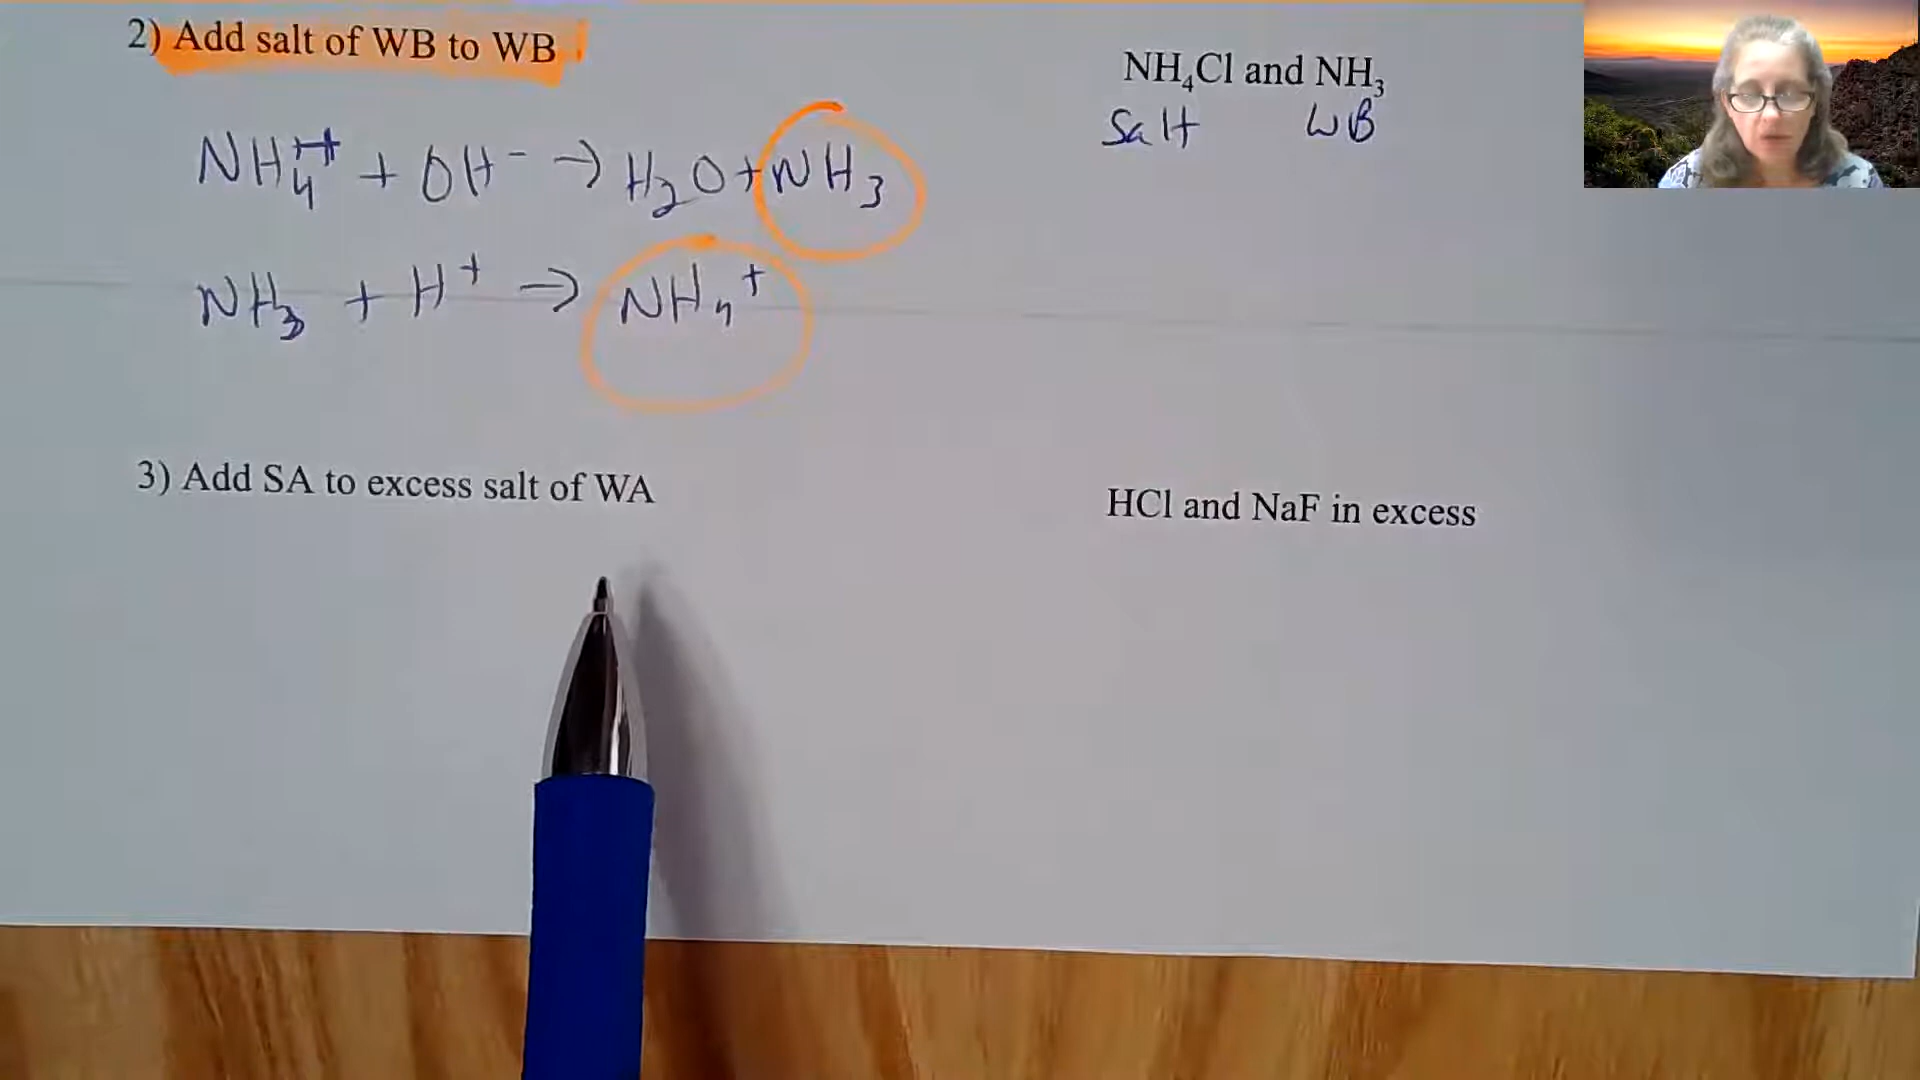 2) Add salt of WB to WB
NH₄Cl and NH₃
Salt WB
NH₄⁺ + OH⁻ → H₂O + NH₃
NH₃ + H⁺ → NH₄⁺
3) Add SA to excess salt of WA
HCl and NaF in excess